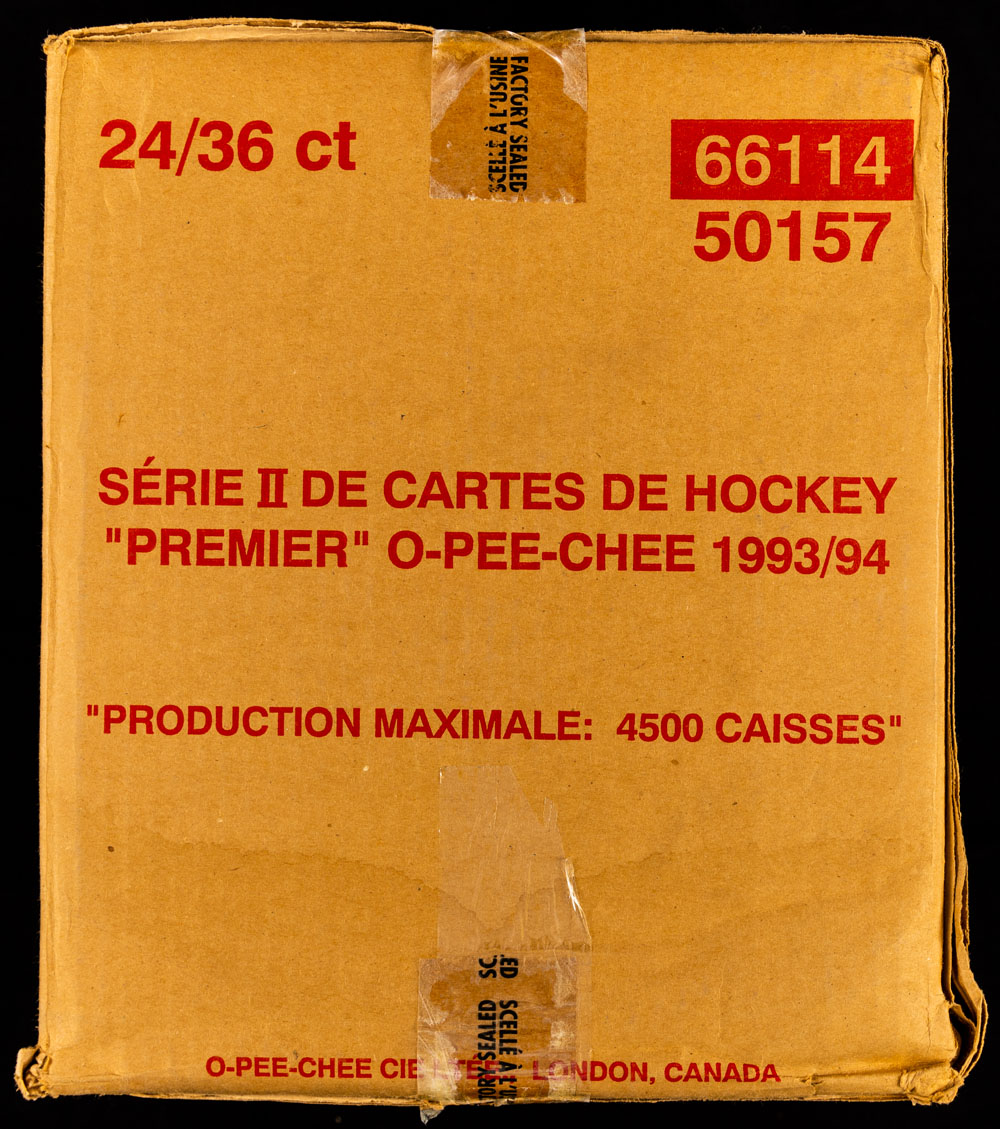 24/36 ct
FACTORY SEALED
SCELLÉ À L'USINE
66114
50157
SÉRIE II DE CARTES DE HOCKEY
"PREMIER" O-PEE-CHEE 1993/94
"PRODUCTION MAXIMALE: 4500 CAISSES"
SEALED
SCELLÉ À
O-PEE-CHEE CIE LONDON, CANADA